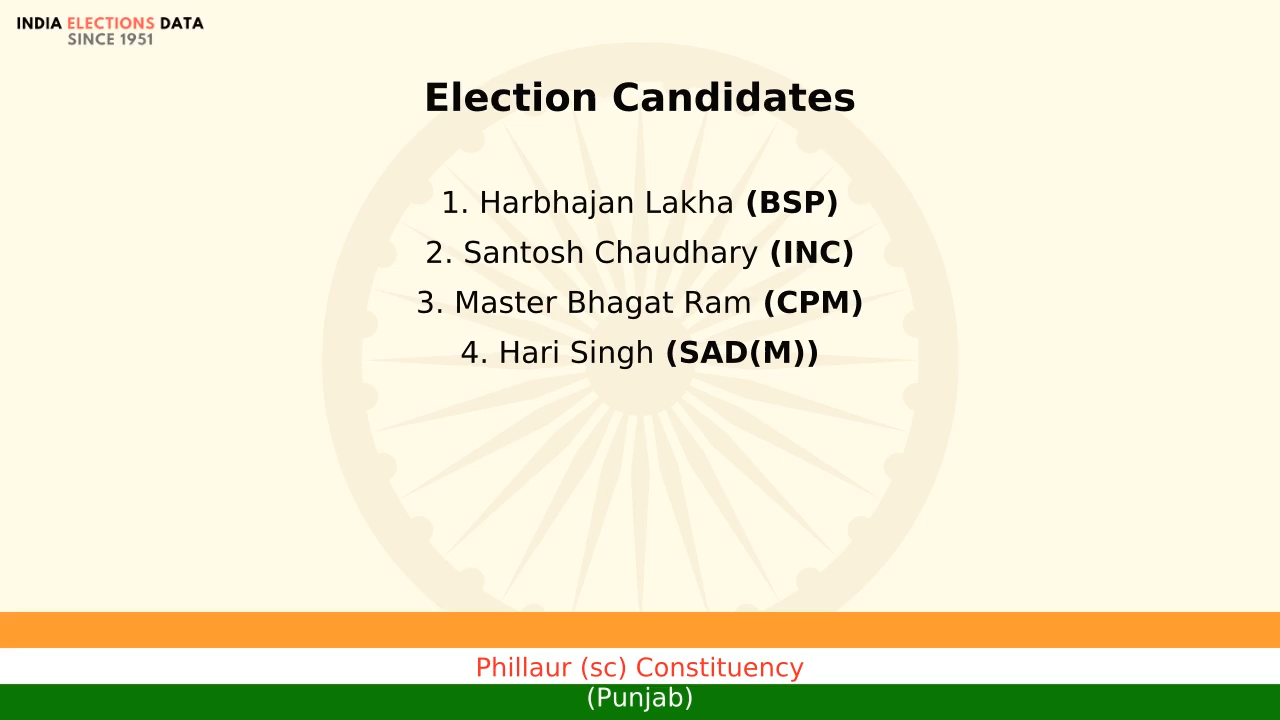 INDIA ELECTIONS DATA
SINCE 1951
Election Candidates
1. Harbhajan Lakha (BSP)
2. Santosh Chaudhary (INC)
3. Master Bhagat Ram (CPM)
4. Hari Singh (SAD(M))
Phillaur (sc) Constituency
(Punjab)